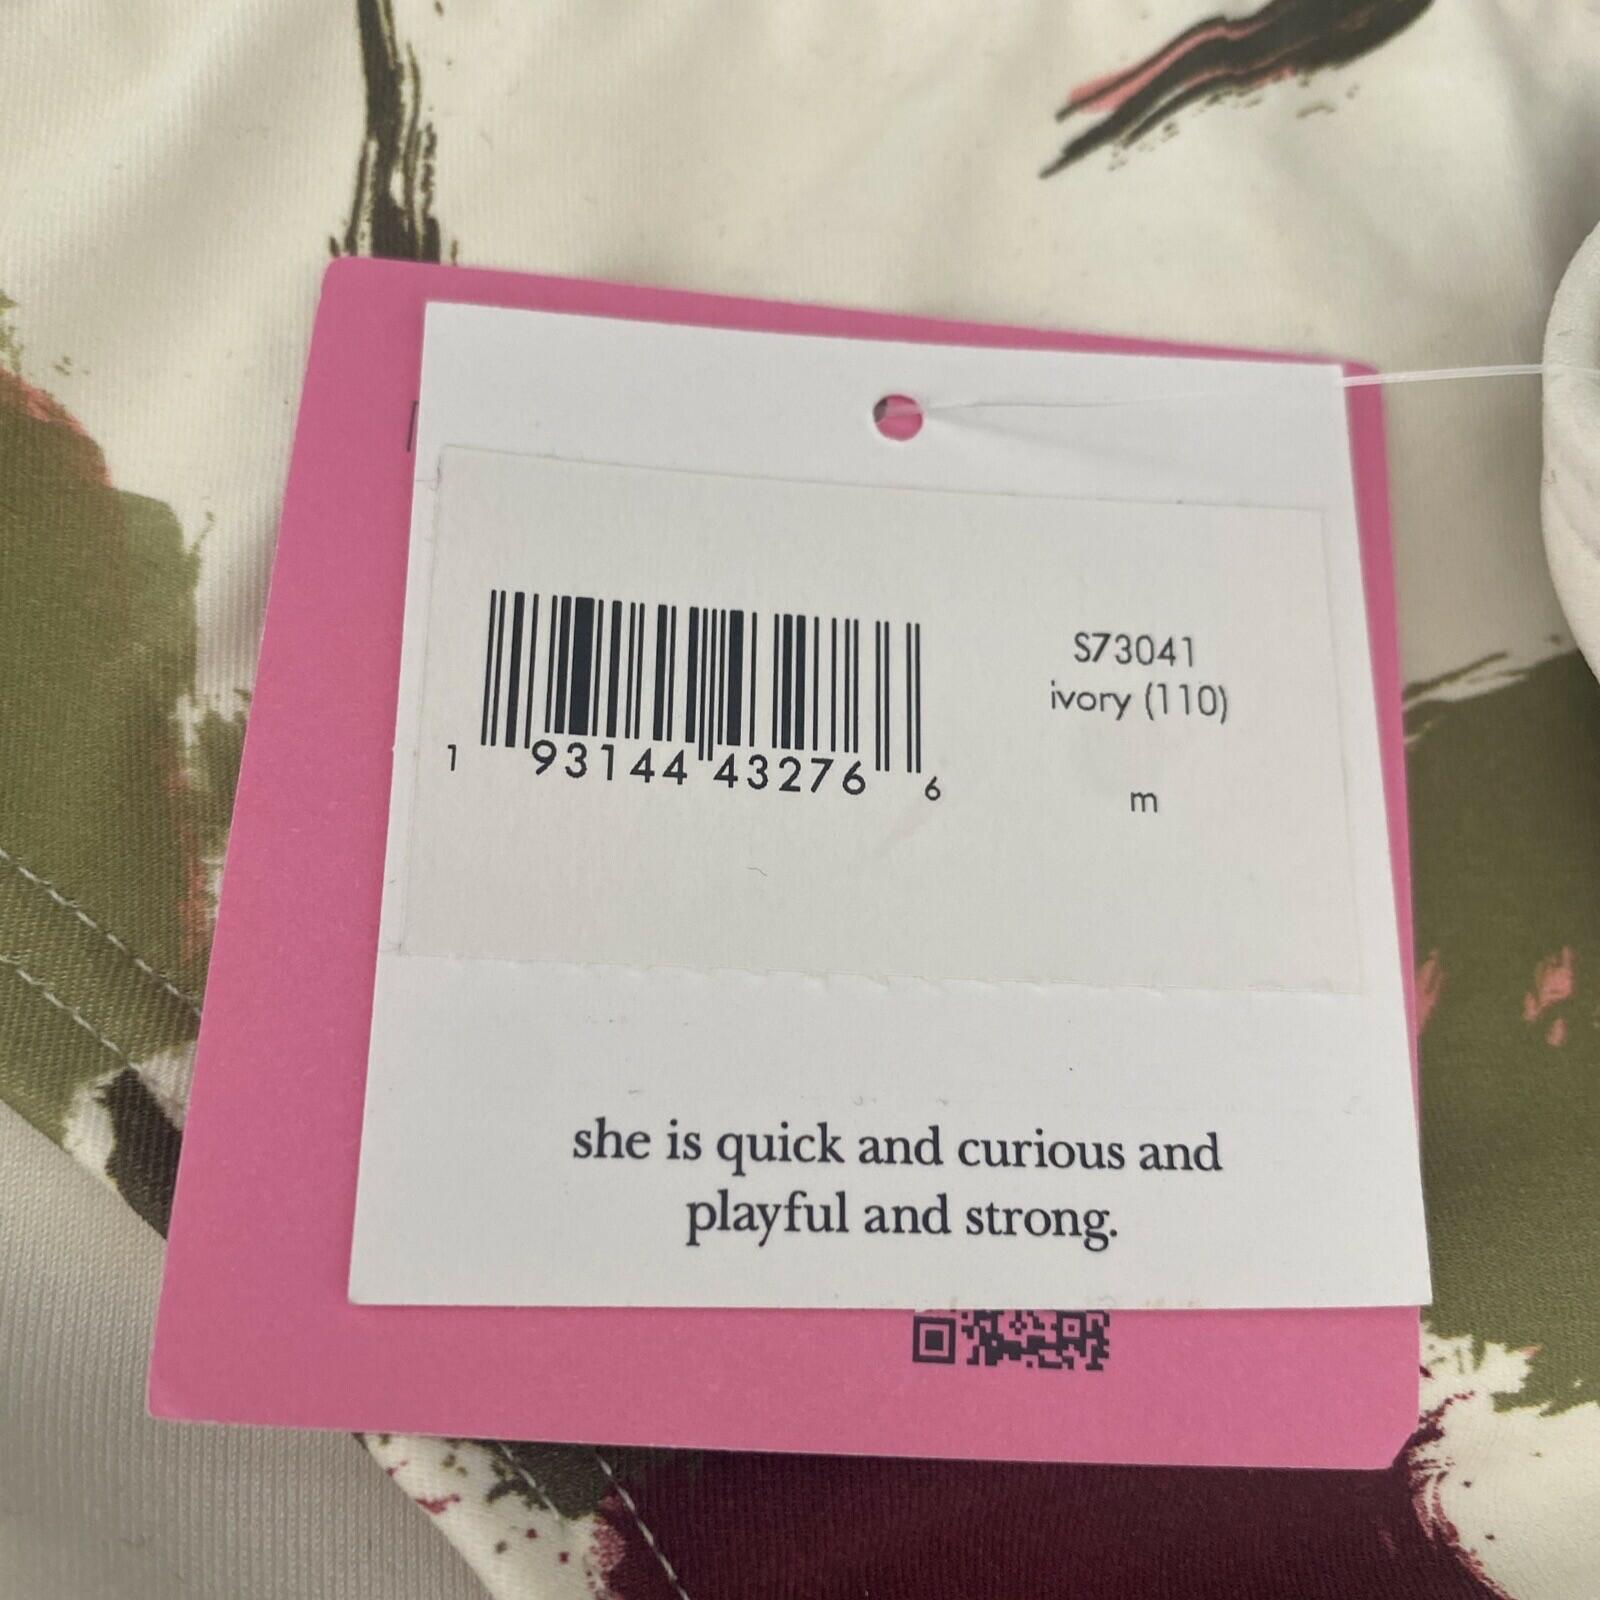 S73041
ivory (110)
m
1 93144 43276 6
she is quick and curious and
playful and strong.